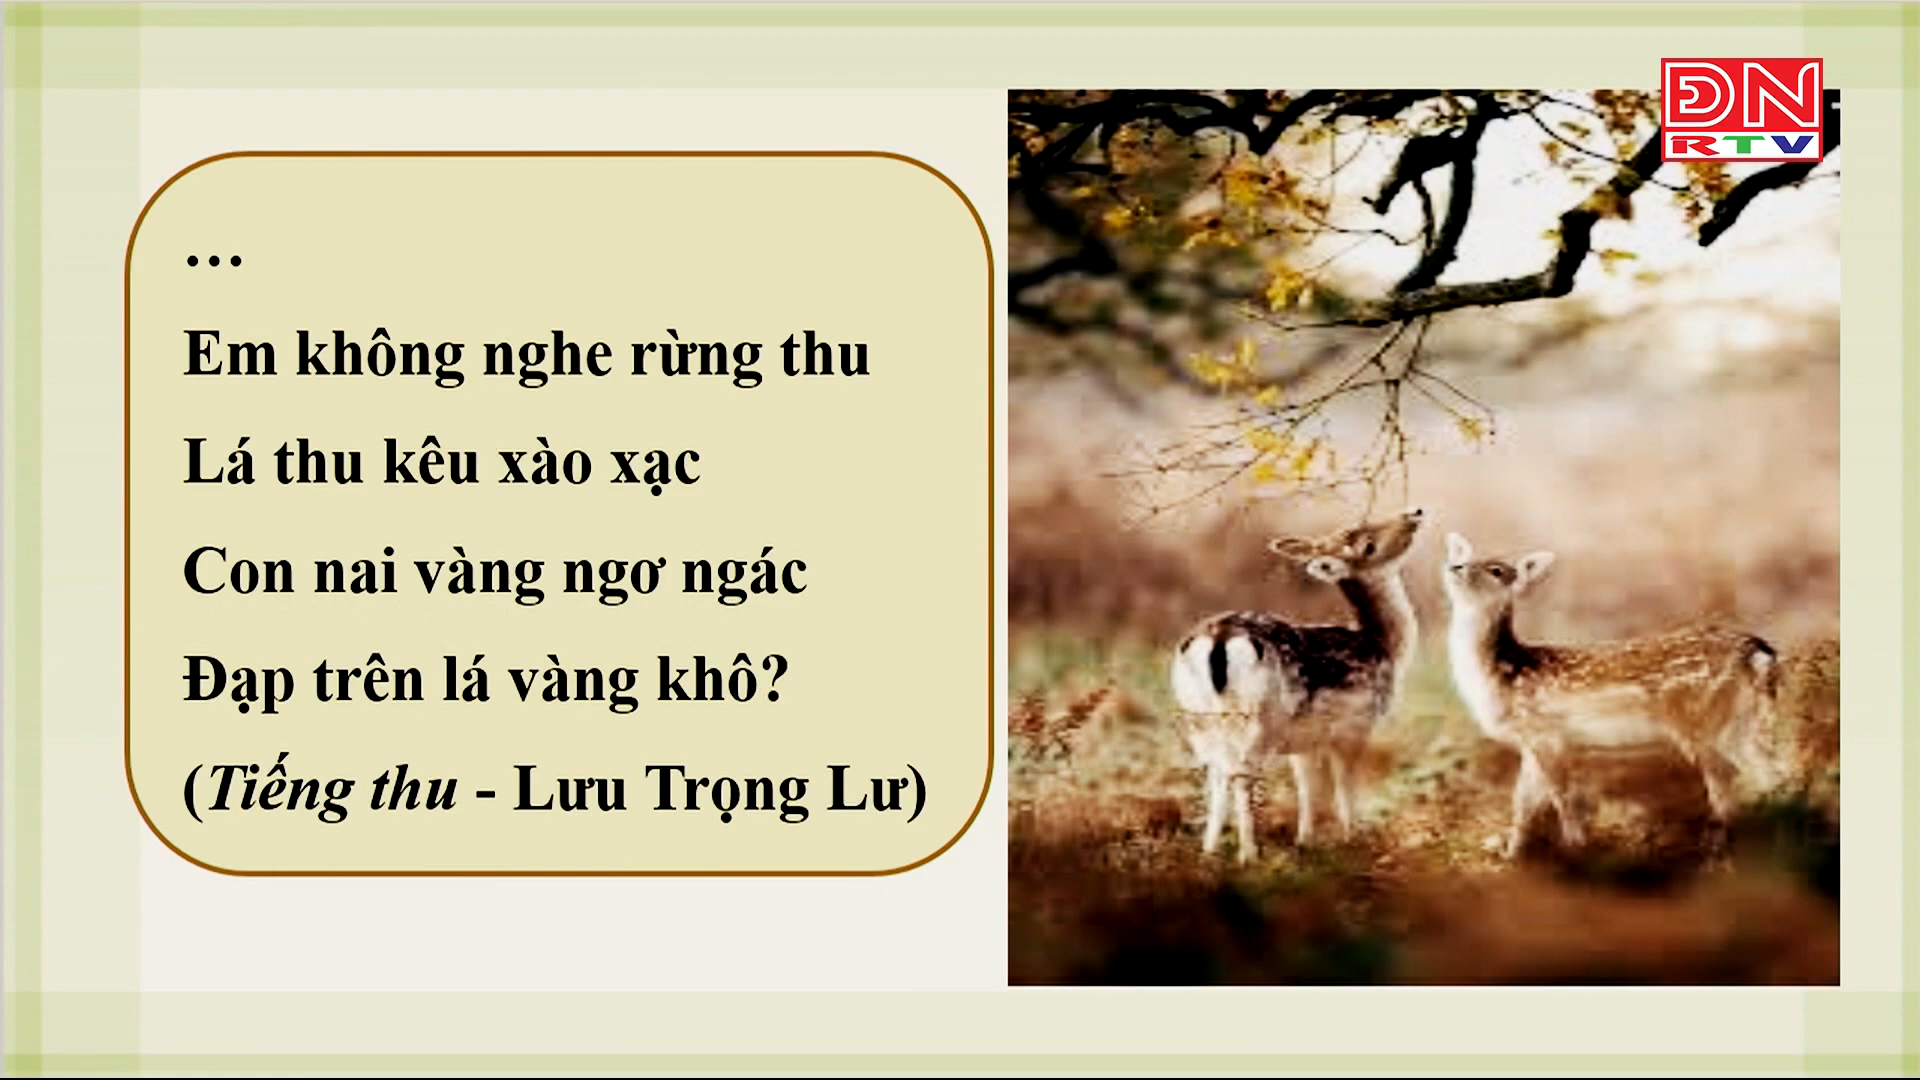 ĐN
RTV
...
Em không nghe rừng thu
Lá thu kêu xào xạc
Con nai vàng ngơ ngác
Đạp trên lá vàng khô?
(Tiếng thu - Lưu Trọng Lư)